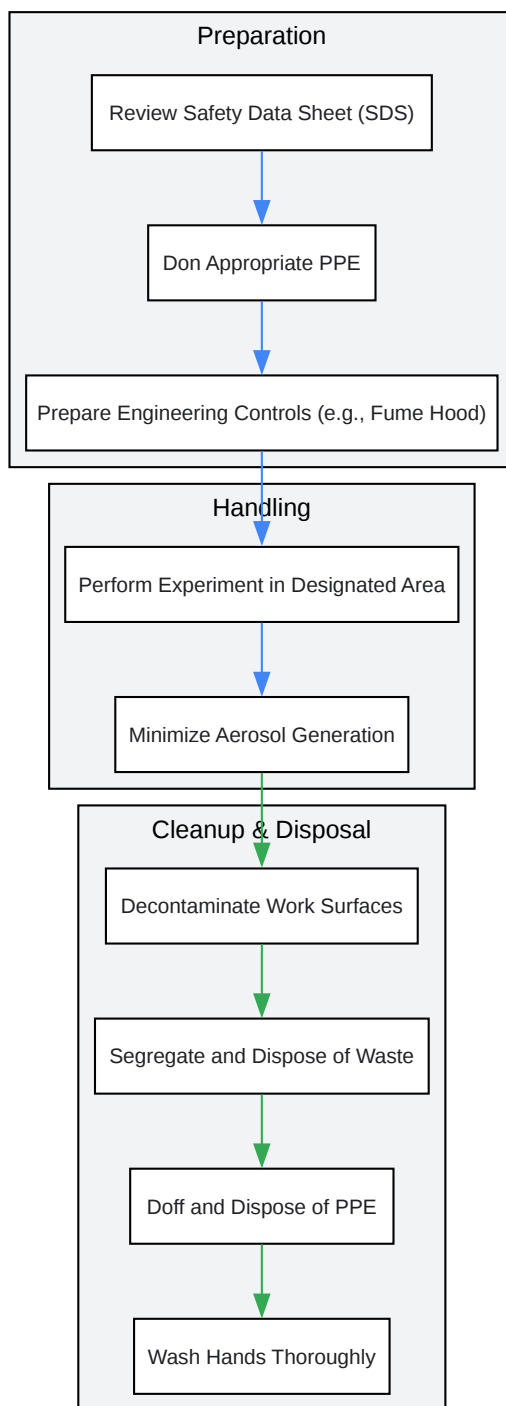 Preparation
Review Safety Data Sheet (SDS)
Don Appropriate PPE
Prepare Engineering Controls (e.g., Fume Hood)
Handling
Perform Experiment in Designated Area
Minimize Aerosol Generation
Cleanup & Disposal
Decontaminate Work Surfaces
Segregate and Dispose of Waste
Doff and Dispose of PPE
Wash Hands Thoroughly